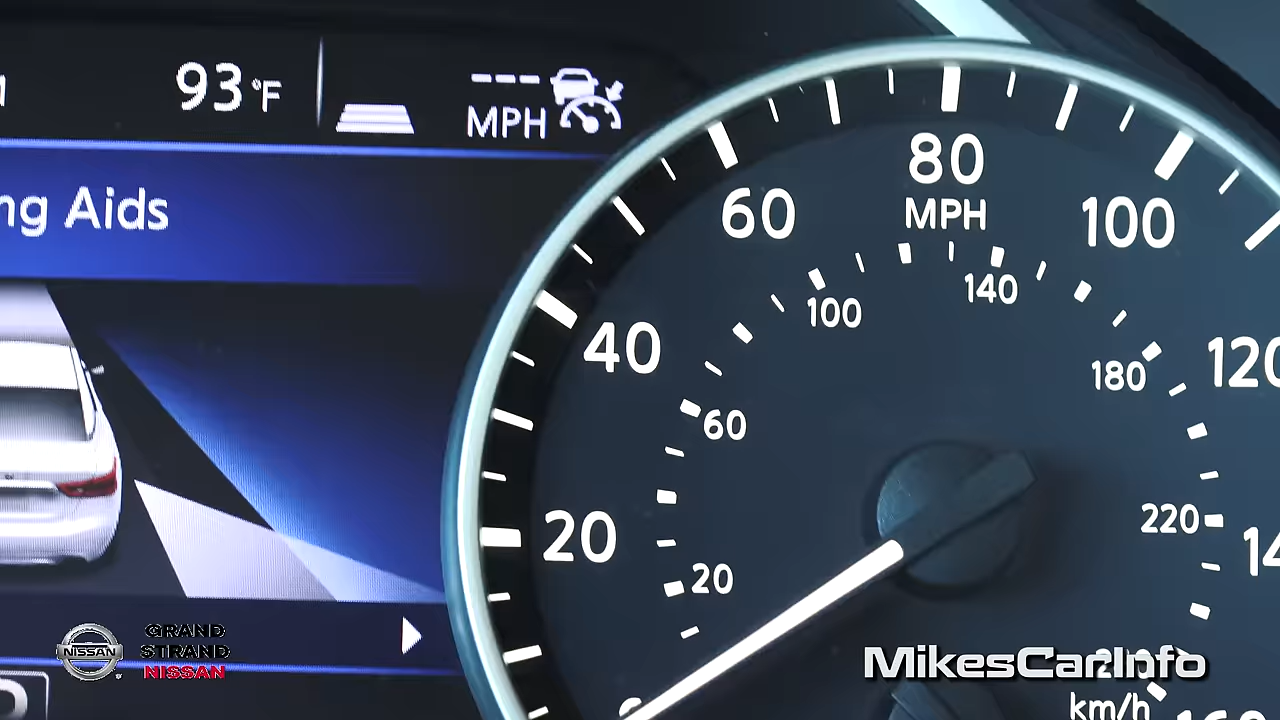 93°F
MPH
ng Aids
80
MPH
60
100
40
120
20
100
140
60
180
20
220
NISSAN
GRAND
STRAND
NISSAN
MikesCarInfo
km/h
160